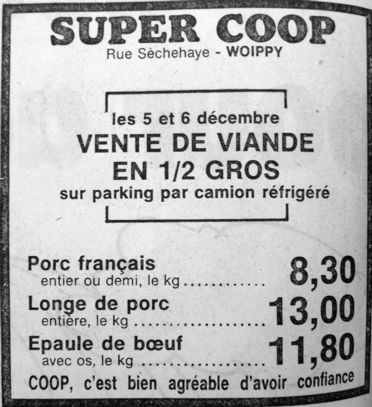 SUPER COOP
Rue Sèchehaye - WOIPPY
les 5 et 6 décembre
VENTE DE VIANDE
EN 1/2 GROS
sur parking par camion réfrigéré
Porc français
entier ou demi, le kg ............ 8,30
Longe de porc
entière, le kg .................. 13,00
Epaule de bœuf
avec os, le kg ................. 11,80
COOP, c'est bien agréable d'avoir confiance